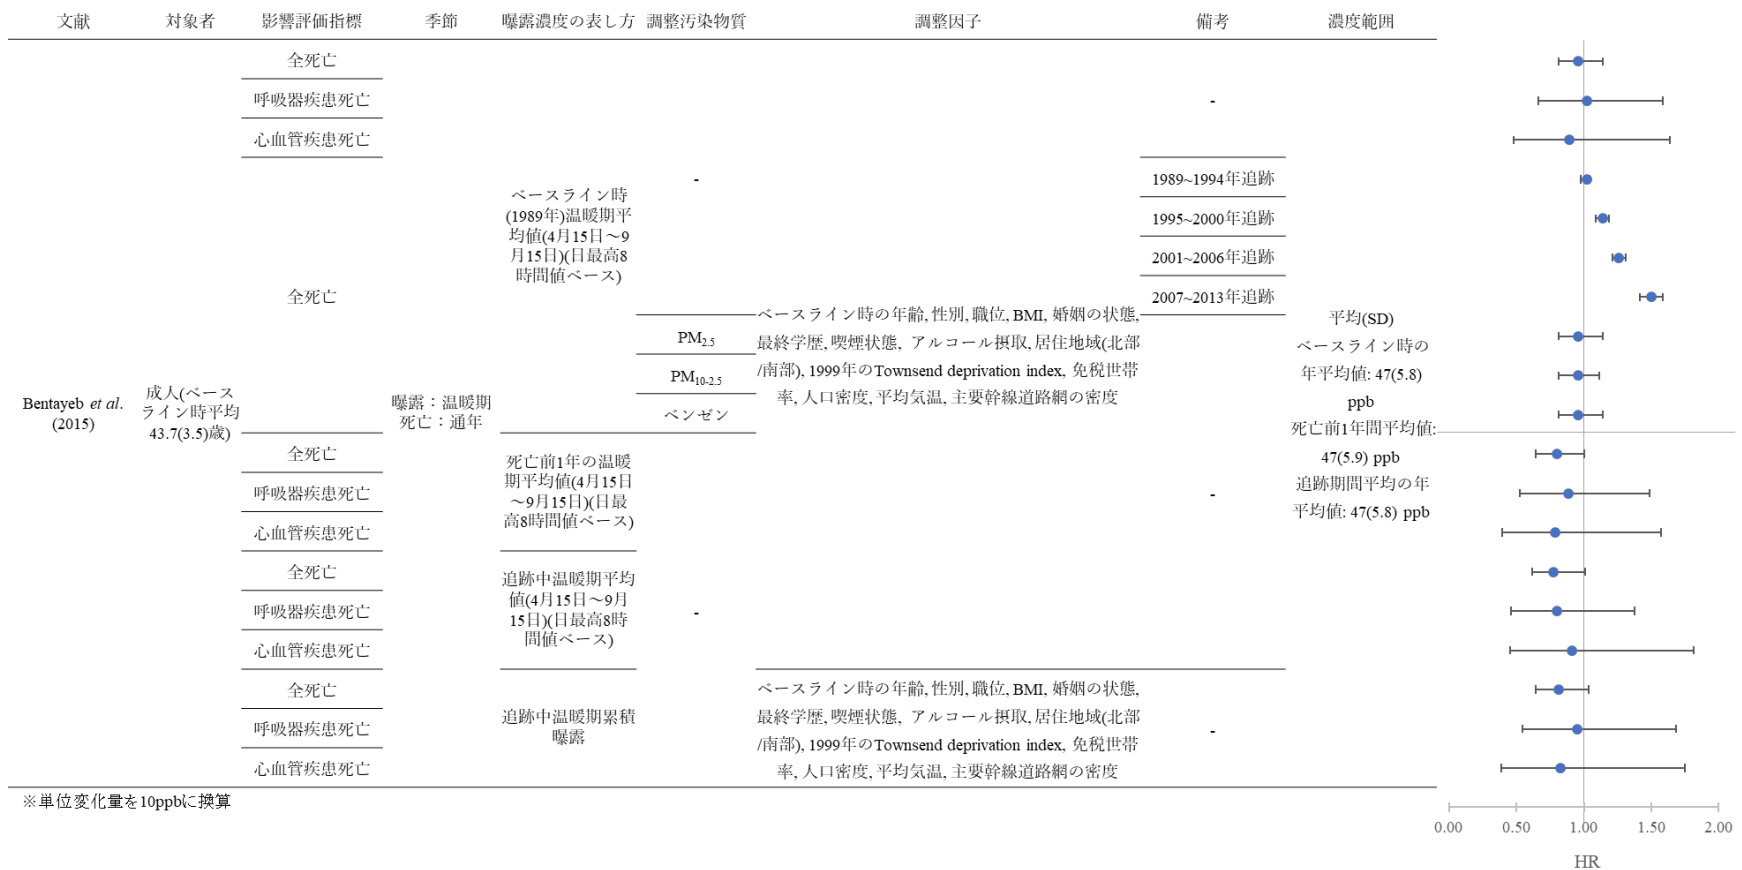 文献 対象者 影響評価指標 季節 曝露濃度の表し方 調整汚染物質 調整因子 備考 濃度範囲
全死亡
呼吸器疾患死亡
-
心血管疾患死亡
-
1989~1994年追跡
ベースライン時
(1989年)温暖期平
均値(4月15日～9
月15日)(日最高8
時間値ベース)
1995~2000年追跡
2001~2006年追跡
全死亡
2007~2013年追跡
PM2.5
PM10-2.5
ベンゼン
ベースライン時の年齢, 性別, 職位, BMI, 婚姻の状態,
最終学歴, 喫煙状態, アルコール摂取, 居住地域(北部
/南部), 1999年のTownsend deprivation index, 免税世帯
率, 人口密度, 平均気温, 主要幹線道路網の密度
平均(SD)
ベースライン時の
年平均値: 47(5.8)
ppb
死亡前1年間平均値:
47(5.9) ppb
追跡期間平均の年
平均値: 47(5.8) ppb
Bentayeb et al.
(2015)
成人(ベース
ライン時平均
43.7(3.5)歳)
曝露：温暖期
死亡：通年
全死亡
呼吸器疾患死亡
心血管疾患死亡
死亡前1年の温暖
期平均値(4月15日
～9月15日)(日最
高8時間値ベース)
-
全死亡
呼吸器疾患死亡
心血管疾患死亡
追跡中温暖期平均
値(4月15日～9月
15日)(日最高8時
間値ベース)
-
全死亡
呼吸器疾患死亡
心血管疾患死亡
追跡中温暖期累積
曝露
ベースライン時の年齢, 性別, 職位, BMI, 婚姻の状態,
最終学歴, 喫煙状態, アルコール摂取, 居住地域(北部
/南部), 1999年のTownsend deprivation index, 免税世帯
率, 人口密度, 平均気温, 主要幹線道路網の密度
-
※単位変化量を10ppbに換算
0.00 0.50 1.00 1.50 2.00
HR